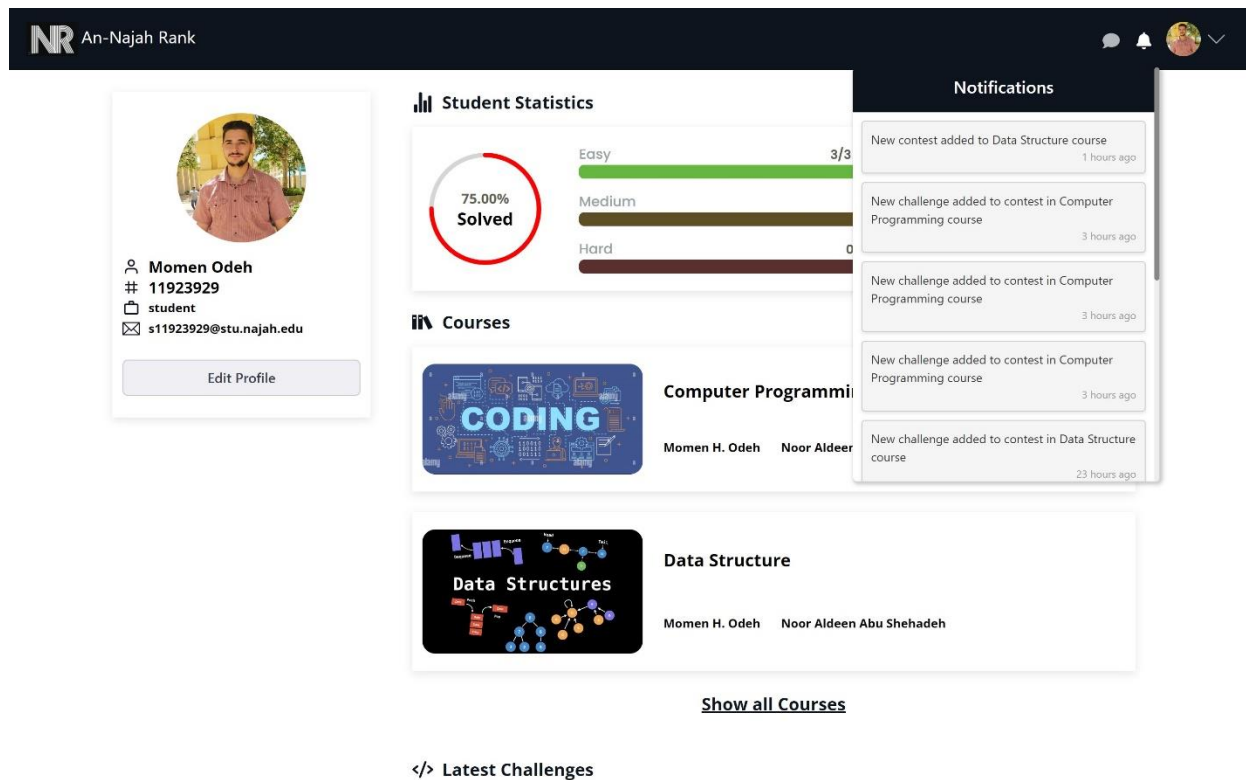 NR An-Najah Rank
Momen Odeh
# 11923929
student
s11923929@stu.najah.edu
Edit Profile
Student Statistics
75.00%
Solved
Easy 3/3
Medium
Hard 0
Courses
CODING
alamy
alamy
alamy
Computer Programmi
Momen H. Odeh Noor Aldeen
Data Structures
Data Structure
Momen H. Odeh Noor Aldeen Abu Shehadeh
Show all Courses
</> Latest Challenges
Notifications
New contest added to Data Structure course
1 hours ago
New challenge added to contest in Computer
Programming course
3 hours ago
New challenge added to contest in Computer
Programming course
3 hours ago
New challenge added to contest in Computer
Programming course
3 hours ago
New challenge added to contest in Data Structure
course
23 hours ago